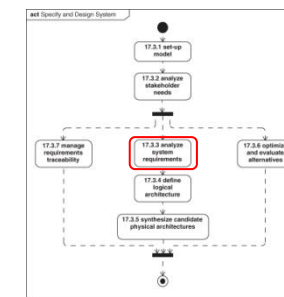 act Specify and Design System
17.3.1 set-up
model
17.3.2 analyze
stakeholder
needs
17.3.7 manage
requirements
traceability
17.3.3 analyze
system
requirements
17.3.6 optimiz
and evaluate
alternatives
17.3.4 define
logical
architecture
17.3.5 synthesize candidate
physical architectures